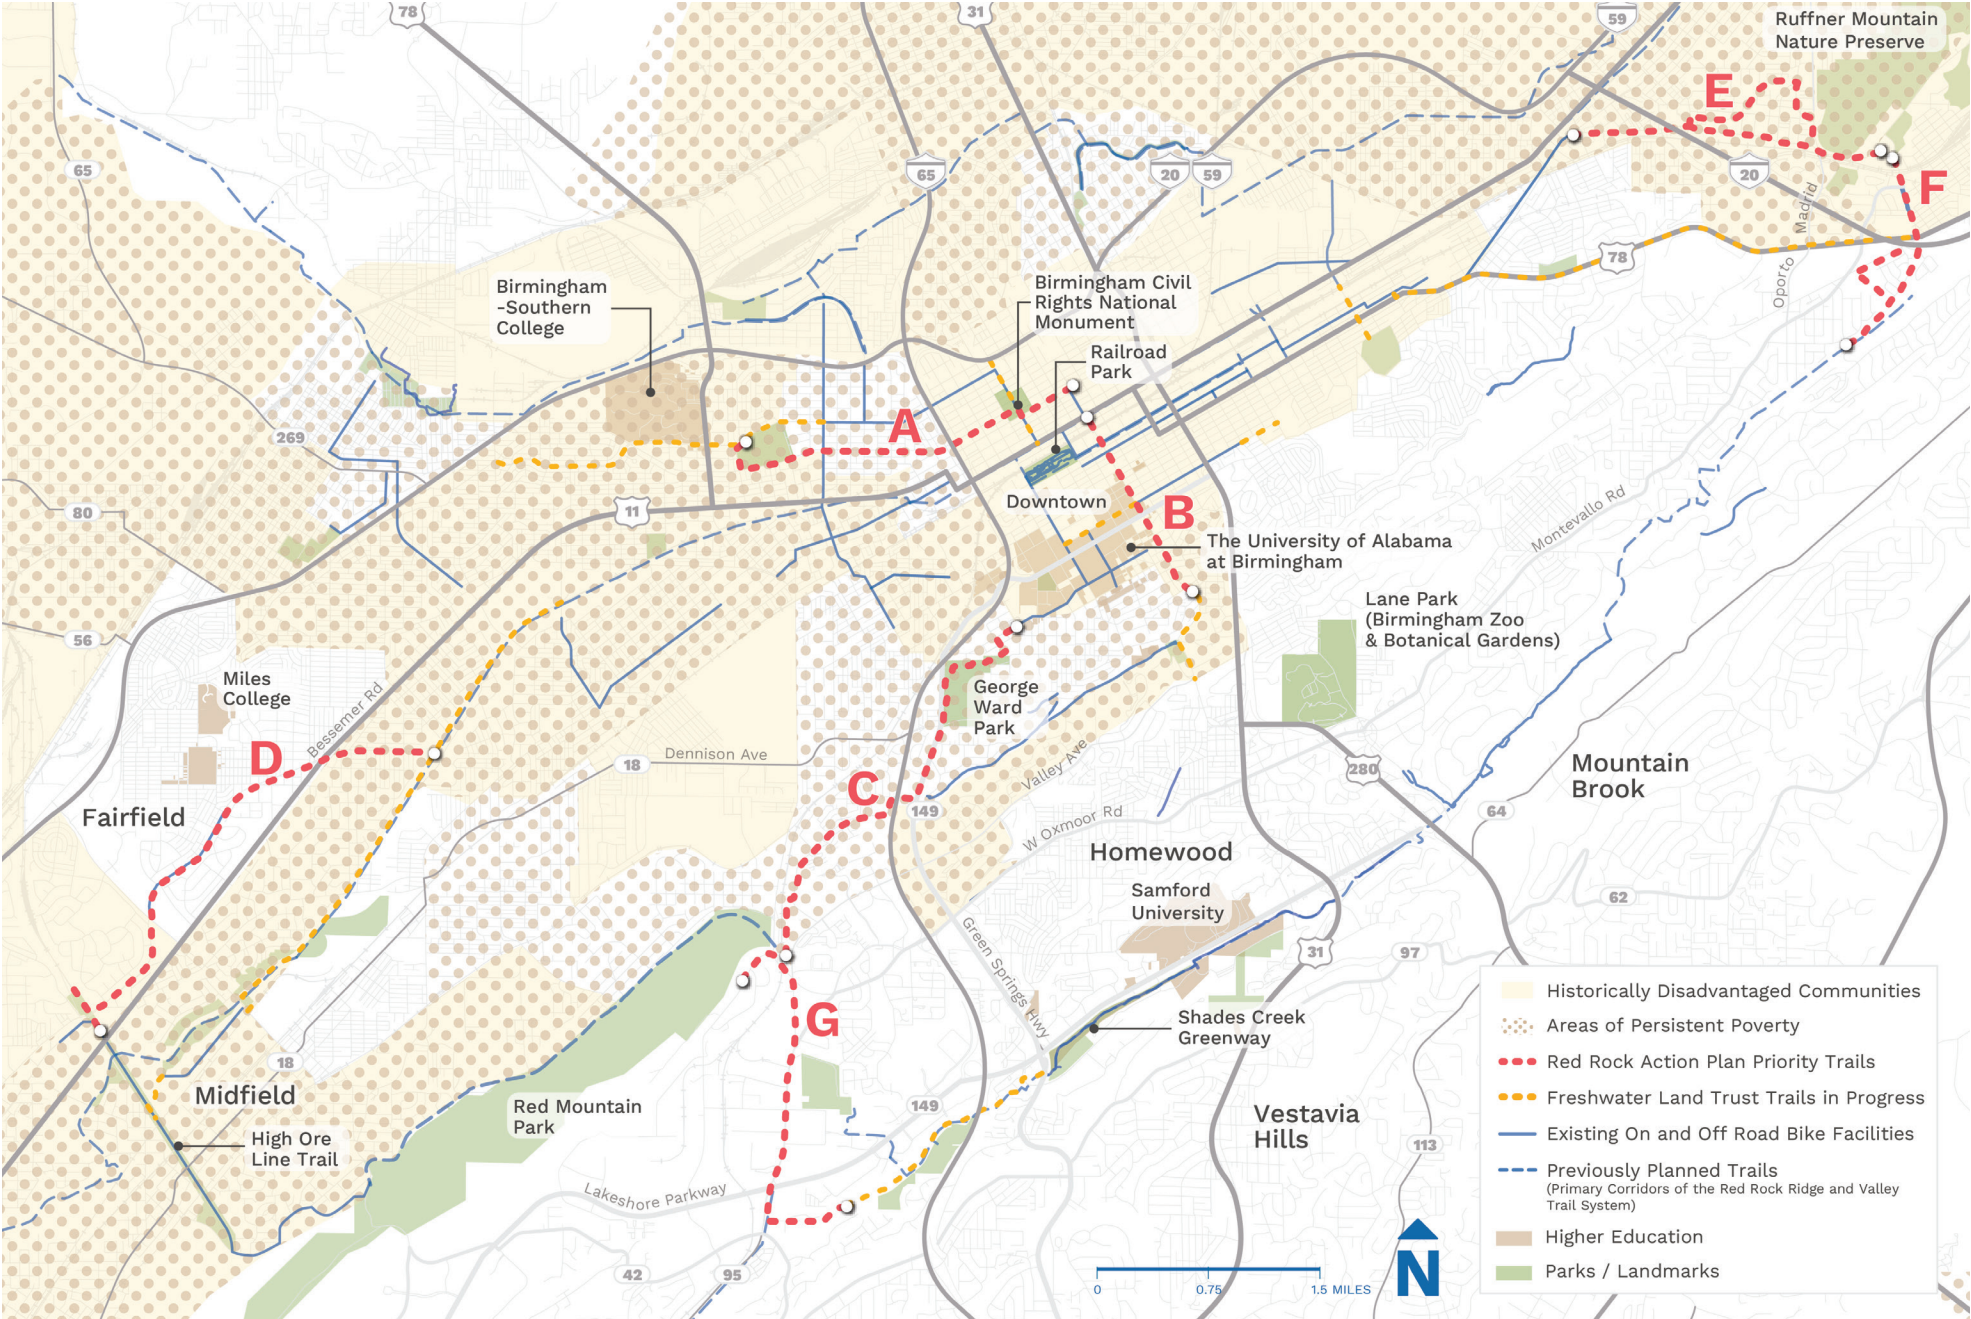 78
31
59
Ruffner Mountain
Nature Preserve
E
65
65
20
59
20
F
Oporto Madrid
78
Birmingham
-Southern
College
Birmingham Civil
Rights National
Monument
Railroad
Park
A
269
80
11
Downtown
B
Montevallo Rd
The University of Alabama
at Birmingham
Lane Park
(Birmingham Zoo
& Botanical Gardens)
56
Miles
College
Bessemer Rd
George
Ward
Park
D
18
Dennison Ave
Valley Ave
280
Mountain
Brook
C
149
64
Fairfield
W Oxmoor Rd
Homewood
Samford
University
62
Green Springs Hwy
31
97
G
Shades Creek
Greenway
18
Midfield
Red Mountain
Park
149
Vestavia
Hills
113
High Ore
Line Trail
Lakeshore Parkway
42
95
0
0.75
1.5 MILES
N
Historically Disadvantaged Communities
Areas of Persistent Poverty
Red Rock Action Plan Priority Trails
Freshwater Land Trust Trails in Progress
Existing On and Off Road Bike Facilities
Previously Planned Trails
(Primary Corridors of the Red Rock Ridge and Valley
Trail System)
Higher Education
Parks / Landmarks